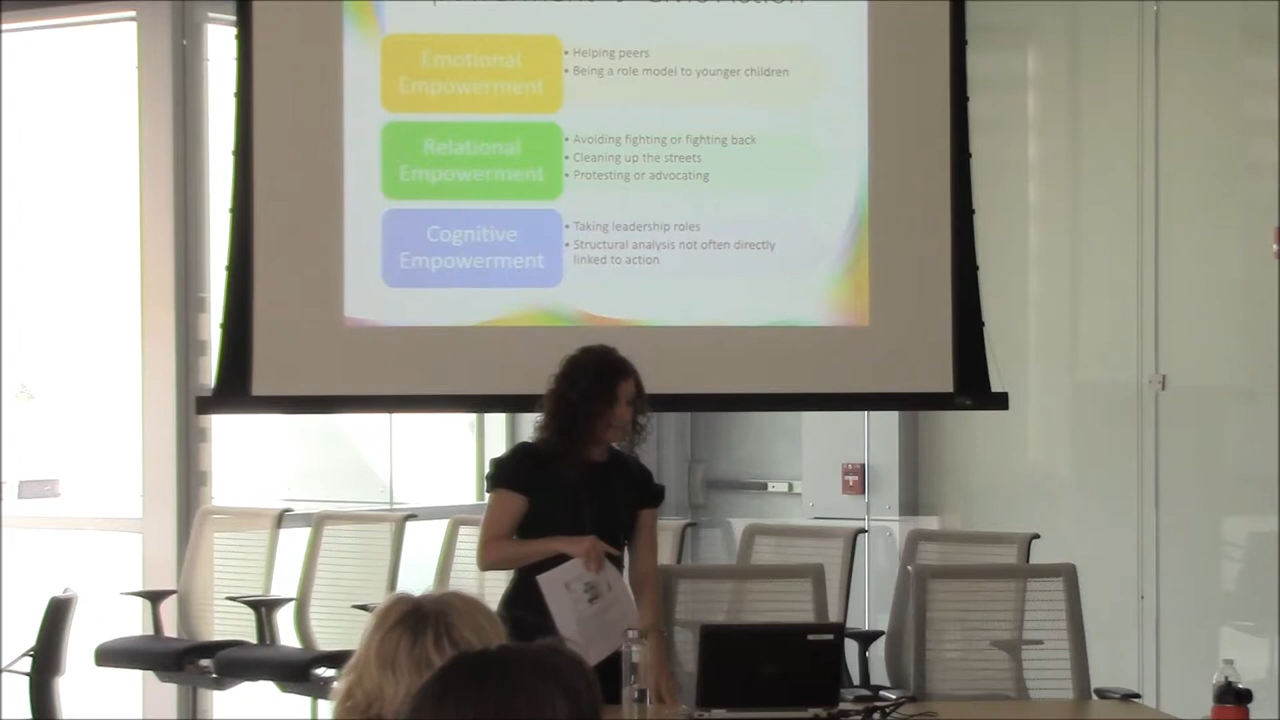 Emotional
Empowerment
• Helping peers
• Being a role model to younger children
Relational
Empowerment
• Avoiding fighting or fighting back
• Cleaning up the streets
• Protesting or advocating
Cognitive
Empowerment
• Taking leadership roles
• Structural analysis not often directly
linked to action